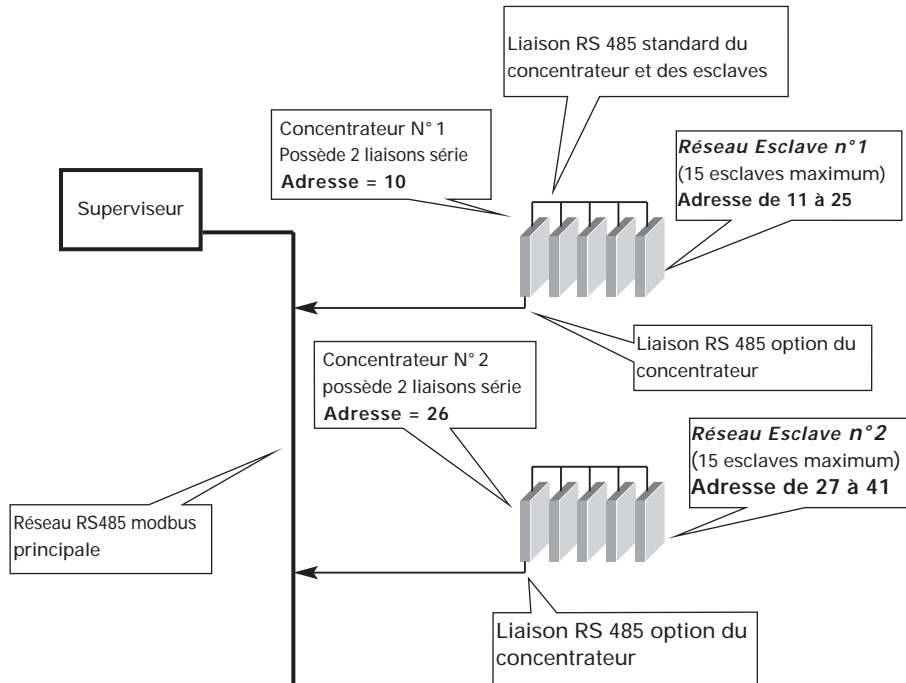 Liaison RS 485 standard du
concentrateur et des esclaves
Concentrateur N° 1
Possède 2 liaisons série
Adresse = 10
Réseau Esclave n°1
(15 esclaves maximum)
Adresse de 11 à 25
Superviseur
Liaison RS 485 option du
concentrateur
Concentrateur N° 2
possède 2 liaisons série
Adresse = 26
Réseau Esclave n°2
(15 esclaves maximum)
Adresse de 27 à 41
Réseau RS485 modbus
principale
Liaison RS 485 option du
concentrateur